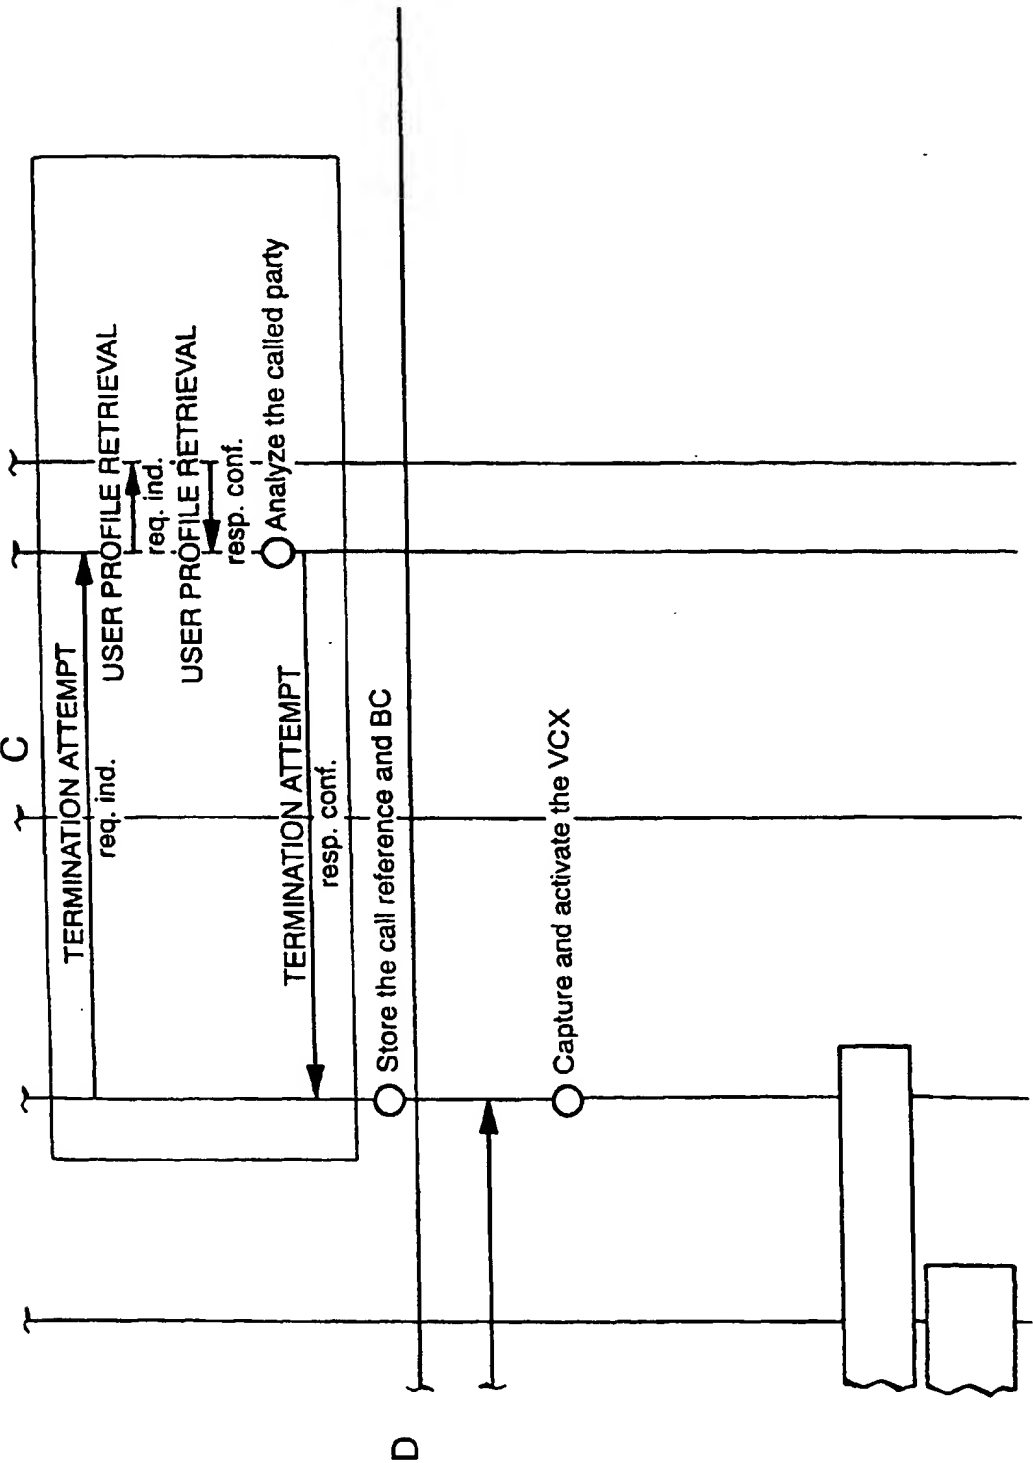 C
TERMINATION ATTEMPT
req. ind.
USER PROFILE RETRIEVAL
req. ind.
USER PROFILE RETRIEVAL
resp. conf.
Analyze the called party
TERMINATION ATTEMPT
resp. conf.
Store the call reference and BC
D
Capture and activate the VCX